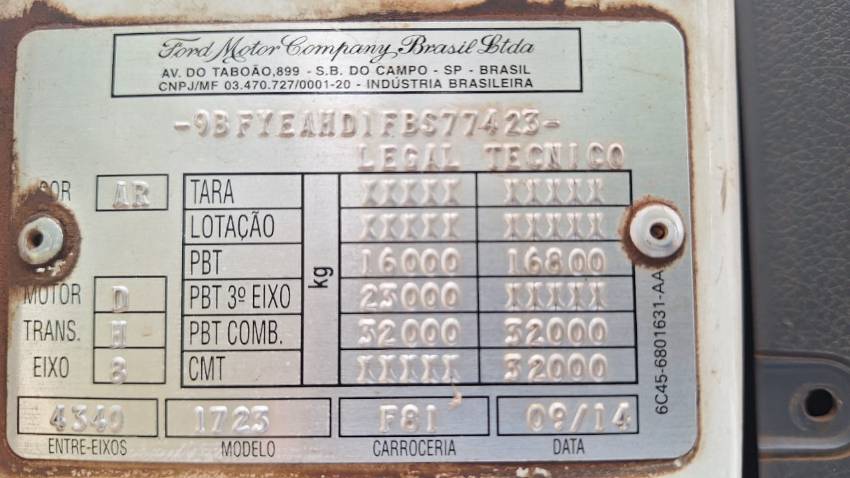 Ford Motor Company Brasil Ltda
AV. DO TABOÃO,899 - S.B. DO CAMPO - SP - BRASIL
CNPJ/MF 03.470.727/0001-20 - INDÚSTRIA BRASILEIRA
-9BFYEAHD1FBS77423-
LEGAL TECNICO
AR TARA XXXXX XXXXX
LOTAÇÃO XXXXX XXXXX
kg
PBT 16000 16800
MOTOR D PBT 3º EIXO 23000 XXXXX
TRANS. H PBT COMB. 32000 32000
EIXO 8 CMT XXXXX 32000
4340 1723 F81 09/14
ENTRE-EIXOS MODELO CARROCERIA DATA
6C45-6801631-AA